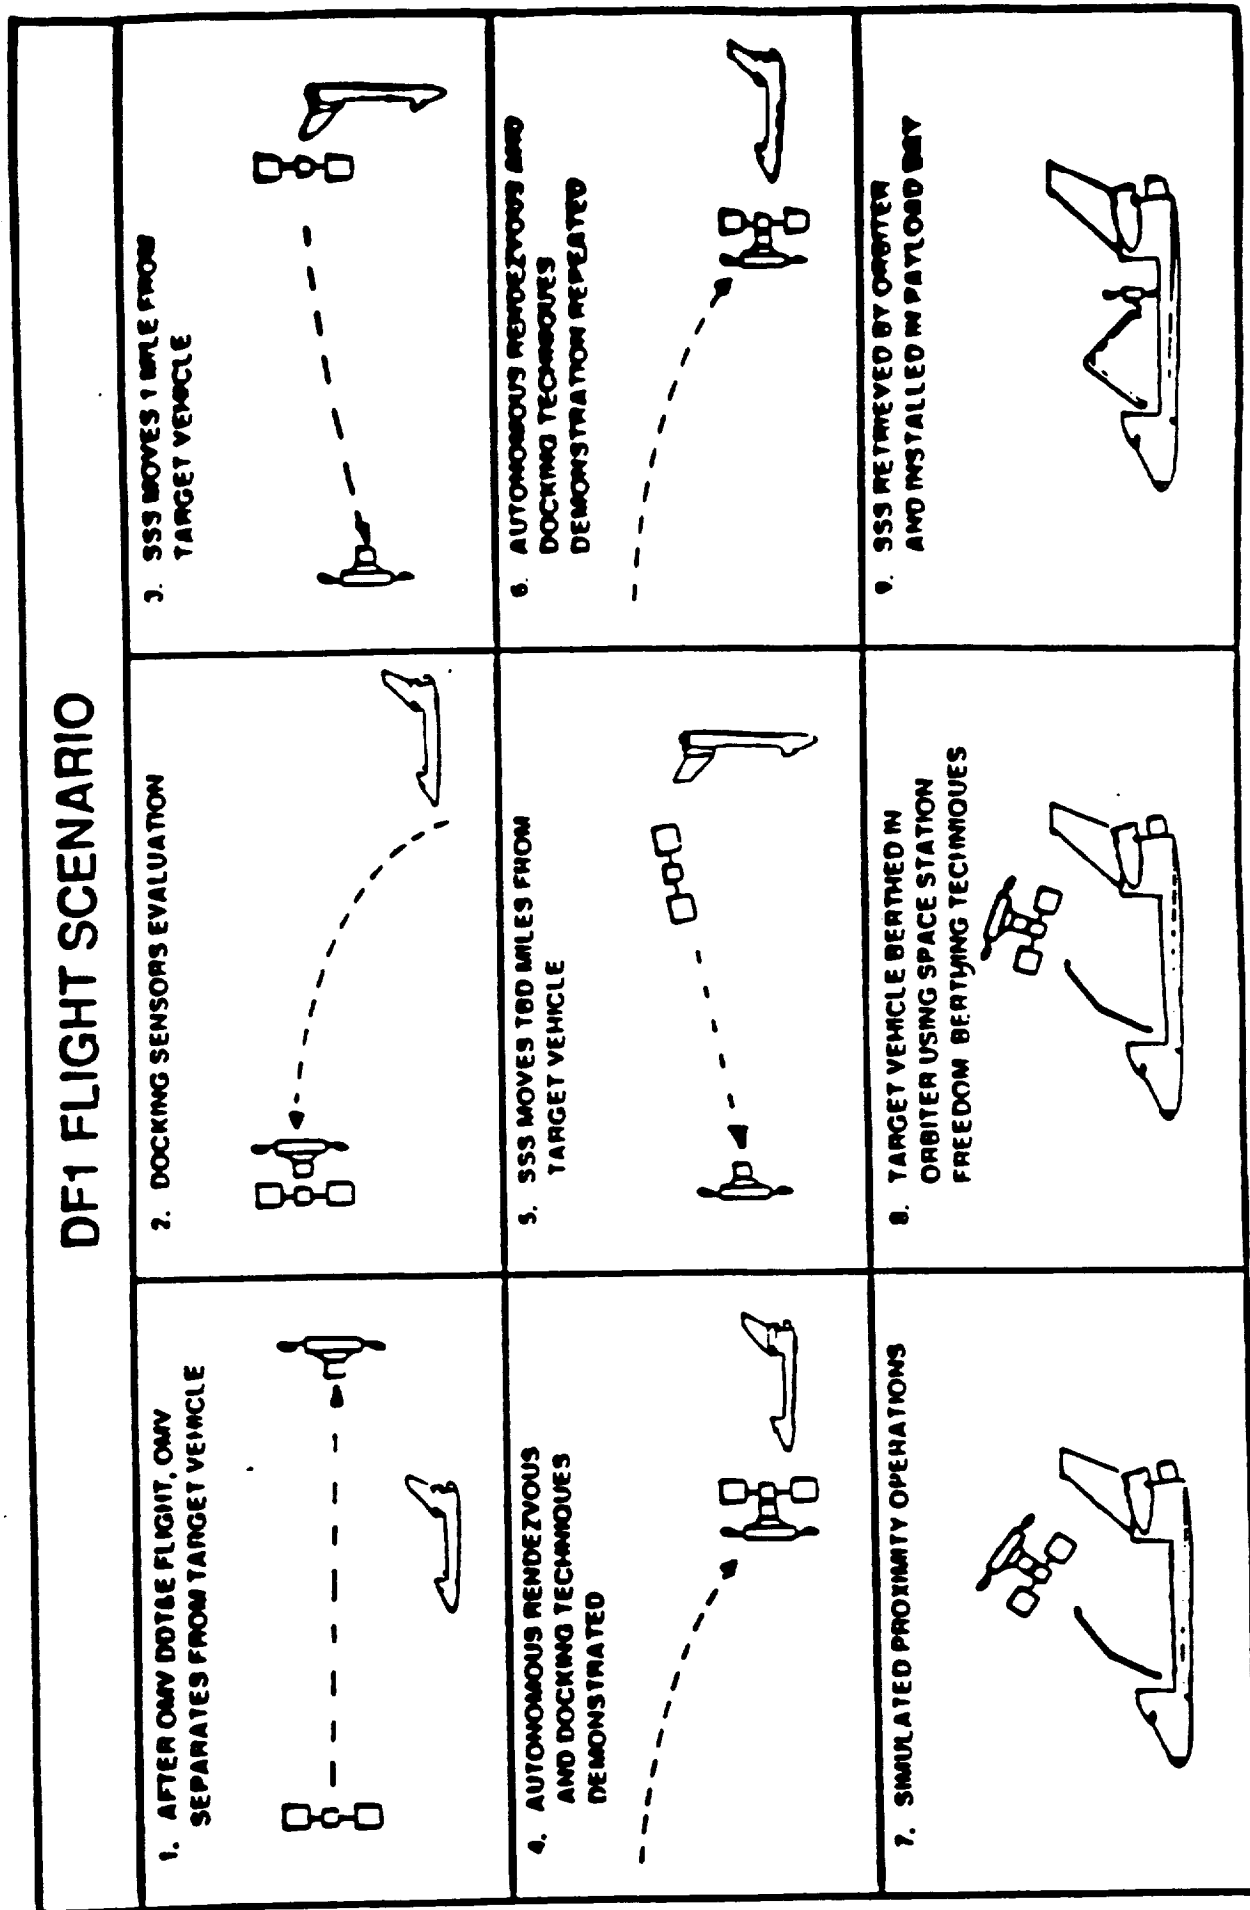 DF1 FLIGHT SCENARIO
1. AFTER OMV DDT&E FLIGHT, OMV
SEPARATES FROM TARGET VEHICLE
2. DOCKING SENSORS EVALUATION
3. SSS MOVES 1 MILE FROM
TARGET VEHICLE
4. AUTONOMOUS RENDEZVOUS
AND DOCKING TECHNIQUES
DEMONSTRATED
5. SSS MOVES TBD MILES FROM
TARGET VEHICLE
6. AUTONOMOUS RENDEZVOUS AND
DOCKING TECHNIQUES
DEMONSTRATION REPEATED
7. SIMULATED PROXIMITY OPERATIONS
8. TARGET VEHICLE BERTHED IN
ORBITER USING SPACE STATION
FREEDOM BERTHING TECHNIQUES
9. SSS RETRIEVED BY ORBITER
AND INSTALLED IN PAYLOAD BAY